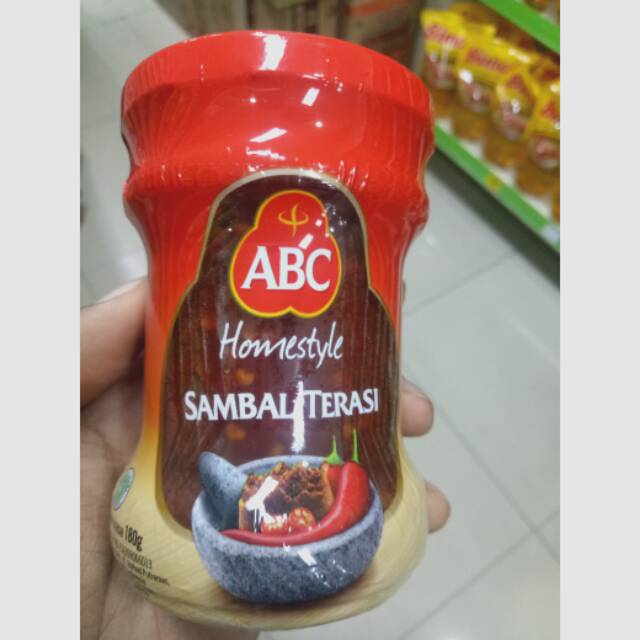 ABC
Homestyle
SAMBAL TERASI
180g